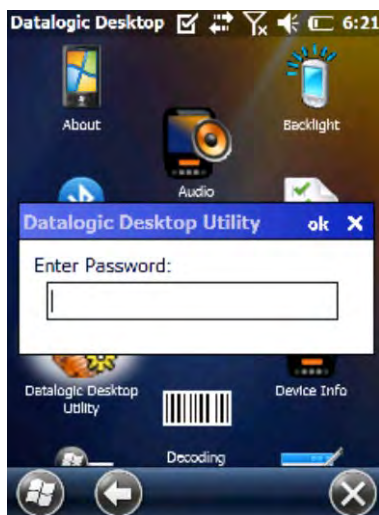 Datalogic Desktop 6:21
About
Backlight
Audio
Datalogic Desktop Utility ok
Enter Password:
Datalogic Desktop
Utility
Device Info
Decoding